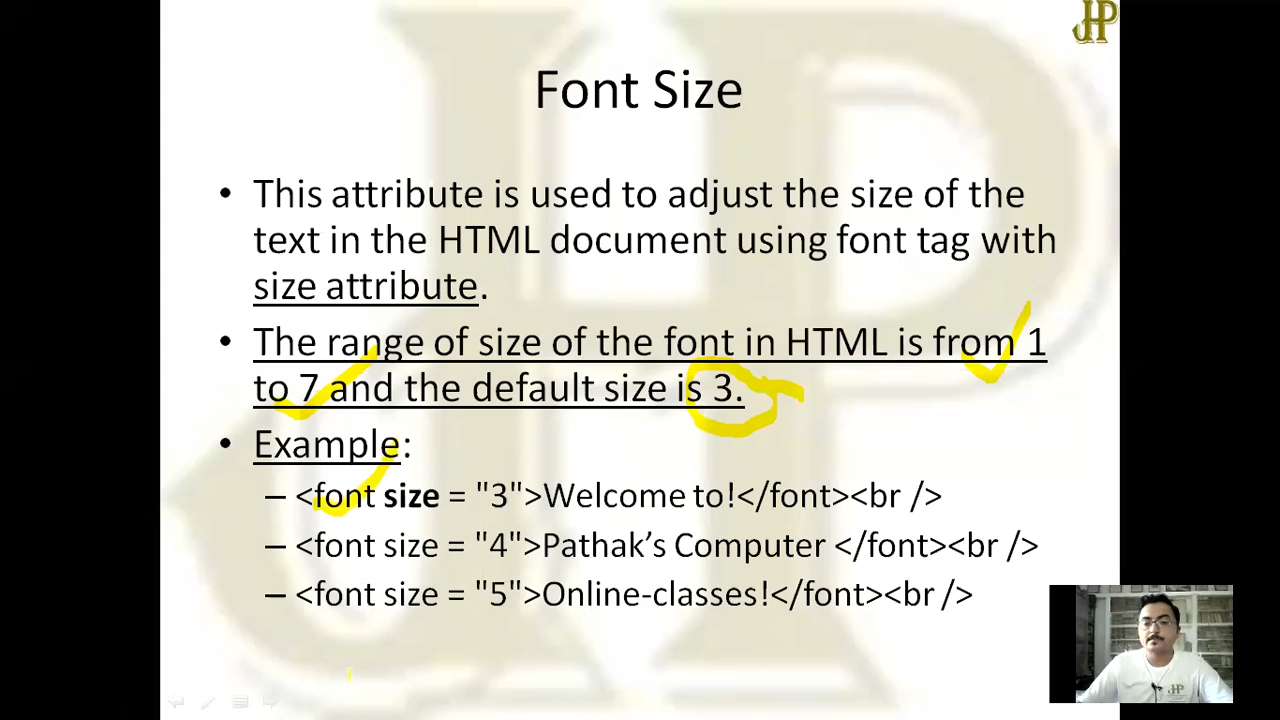 JHP
Font Size
• This attribute is used to adjust the size of the
text in the HTML document using font tag with
size attribute.
• The range of size of the font in HTML is from 1
to 7 and the default size is 3.
• Example:
– <font size = "3">Welcome to!</font><br />
– <font size = "4">Pathak’s Computer </font><br />
– <font size = "5">Online-classes!</font><br />
JHP